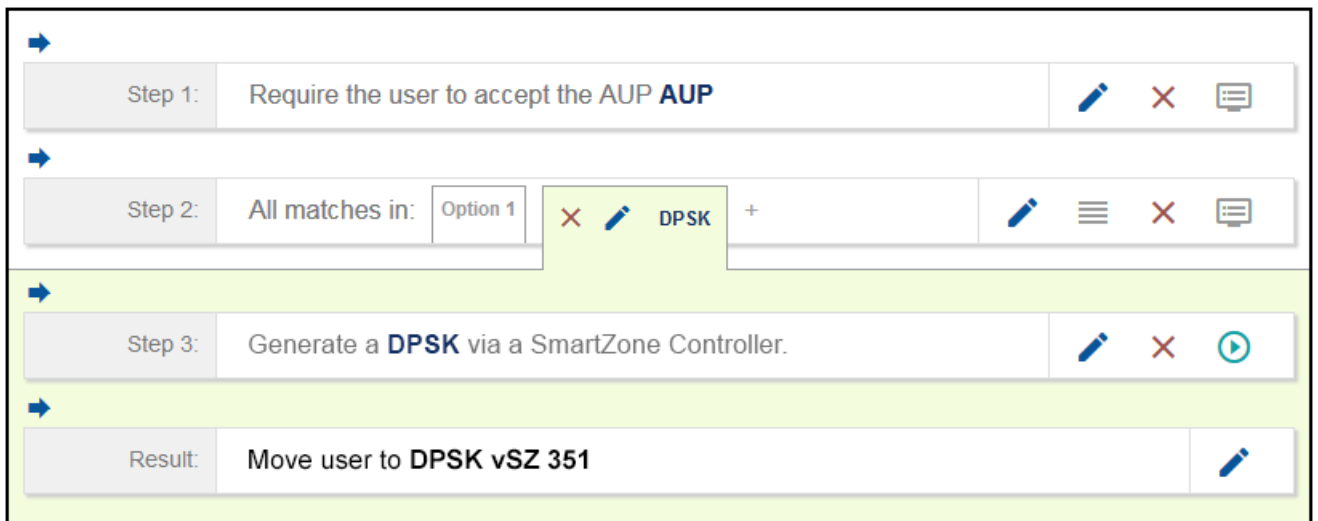 Step 1: Require the user to accept the AUP AUP
Step 2: All matches in: Option 1 DPSK +
Step 3: Generate a DPSK via a SmartZone Controller.
Result: Move user to DPSK vSZ 351